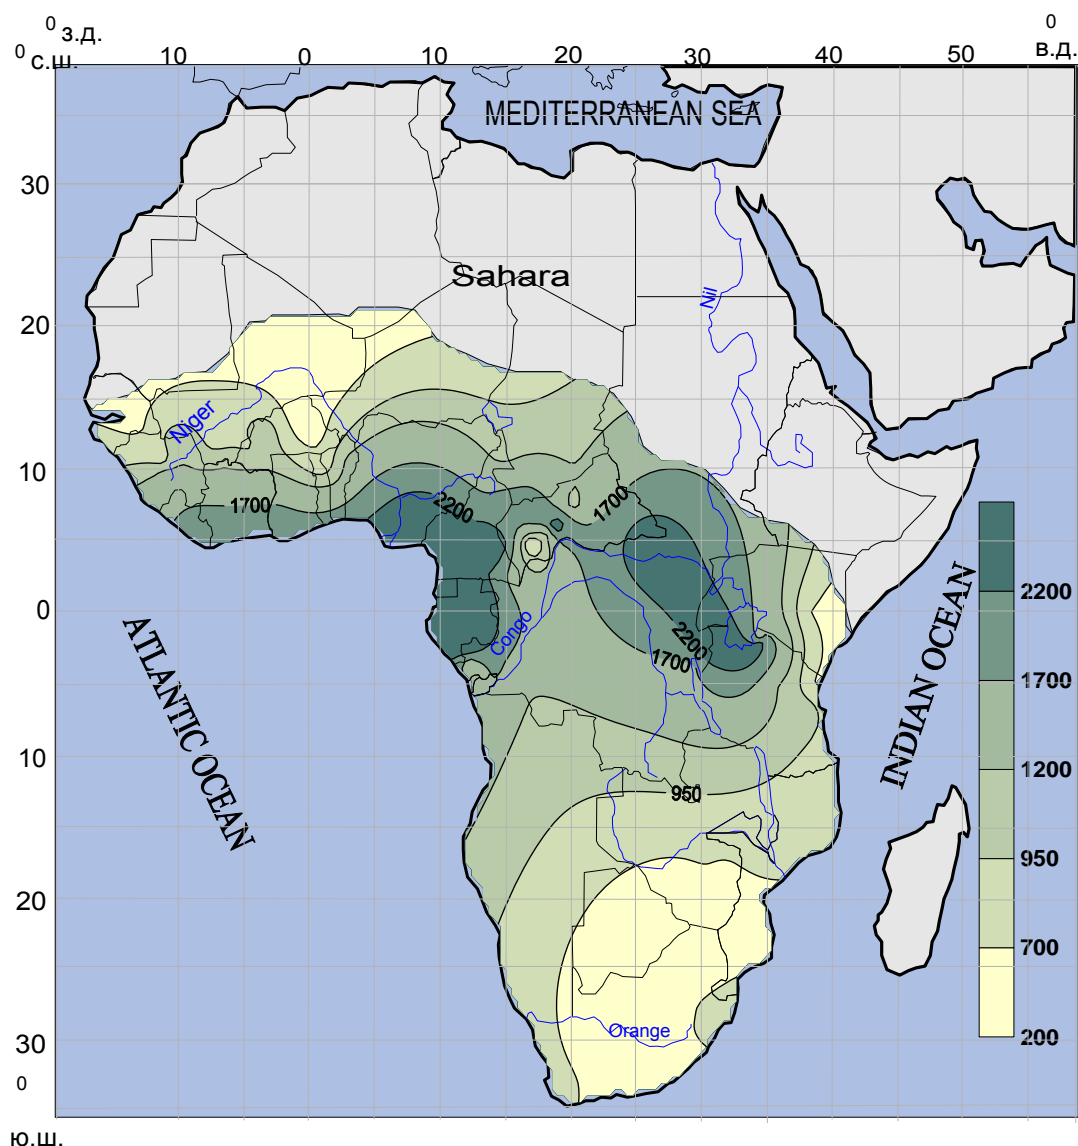 0 з.д.
0
в.д.
0 с.ш.
10 0 10 20 30 40 50
MEDITERRANEAN SEA
30
Sahara
Nil
20
Niger
10
1700
2200
1700
2200
0
Congo
2200
1700
ATLANTIC OCEAN
INDIAN OCEAN
1700
10
950
1200
950
20
700
Orange
30
200
0
ю.ш.